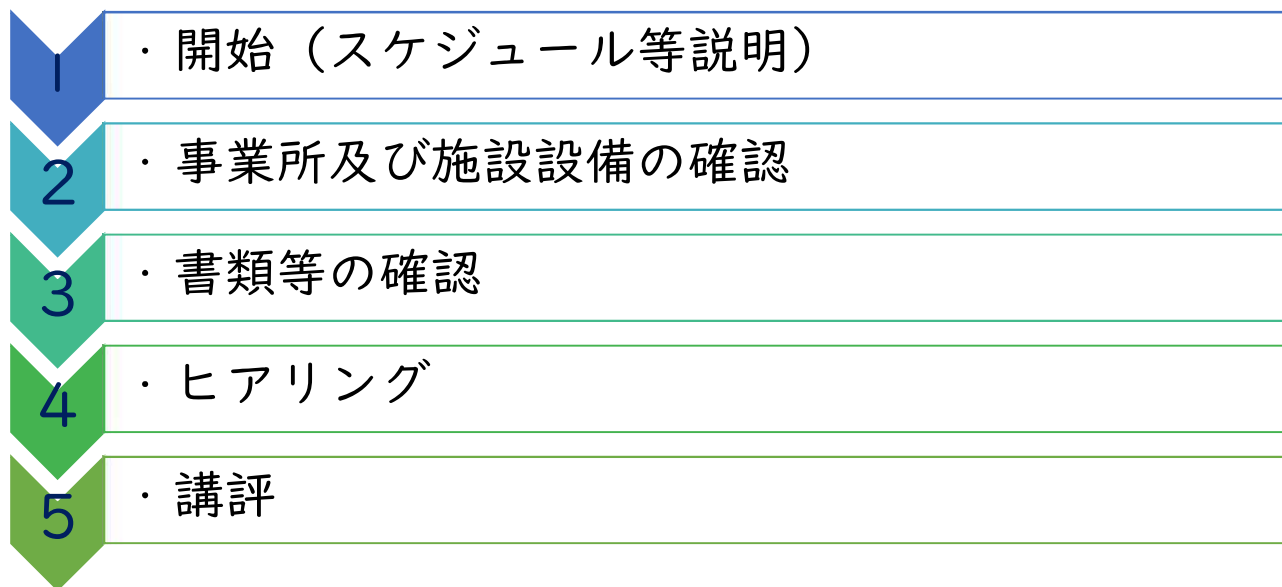 1
・開始（スケジュール等説明）
2
・事業所及び施設設備の確認
3
・書類等の確認
4
・ヒアリング
5
・講評